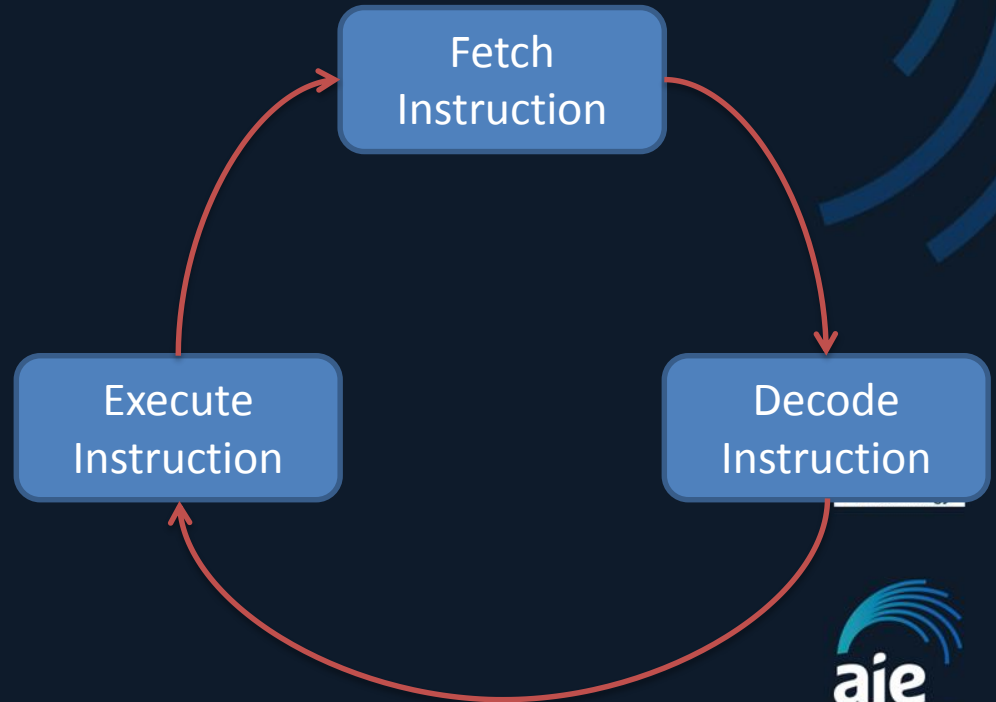 Fetch
Instruction
Execute
Instruction
Decode
Instruction
aie